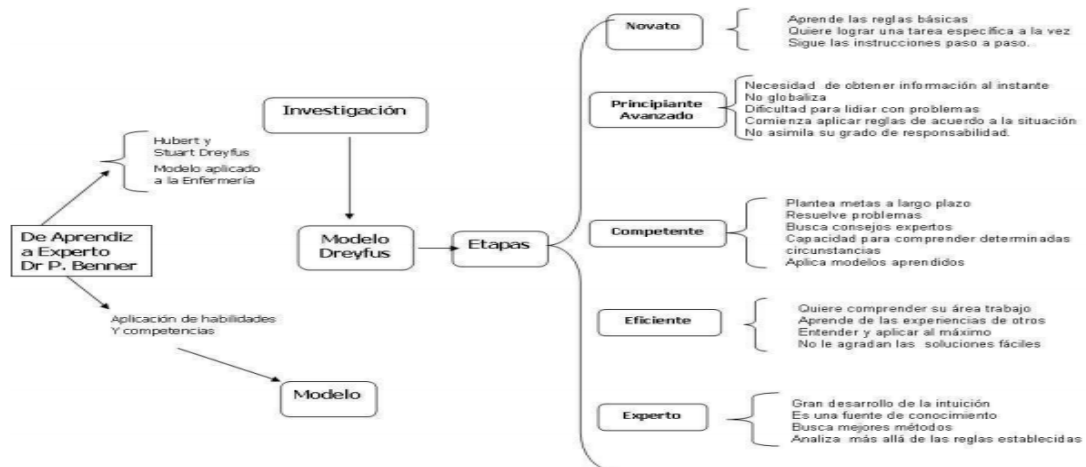 De Aprendiz
a Experto
Dr P. Benner
Hubert y
Stuart Dreyfus
Modelo aplicado
a la Enfermería
Aplicación de habilidades
Y competencias
Modelo
Investigación
Modelo
Dreyfus
Etapas
Novato
Aprende las reglas básicas
Quiere lograr una tarea específica a la vez
Sigue las instrucciones paso a paso.
Principiante
Avanzado
Necesidad de obtener información al instante
No globaliza
Dificultad para lidiar con problemas
Comienza aplicar reglas de acuerdo a la situación
No asimila su grado de responsabilidad.
Competente
Plantea metas a largo plazo
Resuelve problemas
Busca consejos expertos
Capacidad para comprender determinadas
circunstancias
Aplica modelos aprendidos
Eficiente
Quiere comprender su área trabajo
Aprende de las experiencias de otros
Entender y aplicar al máximo
No le agradan las soluciones fáciles
Experto
Gran desarrollo de la intuición
Es una fuente de conocimiento
Busca mejores métodos
Analiza más allá de las reglas establecidas